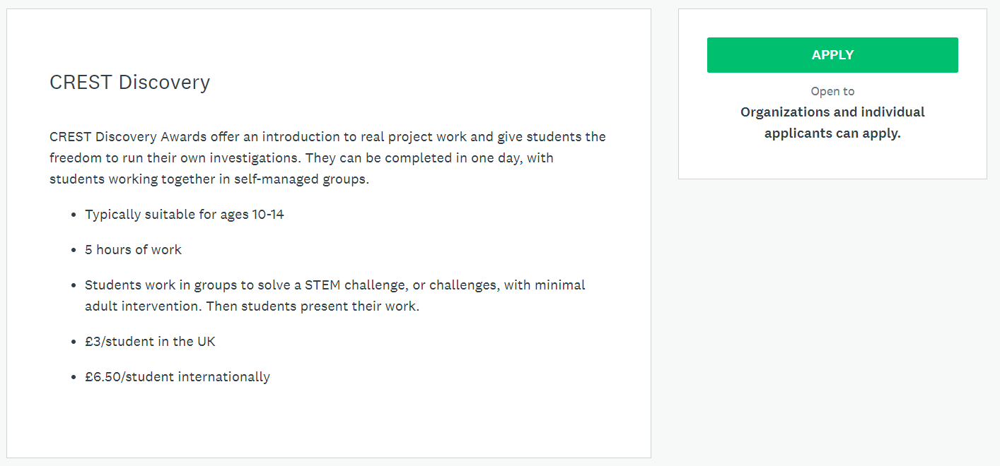 CREST Discovery
CREST Discovery Awards offer an introduction to real project work and give students the
freedom to run their own investigations. They can be completed in one day, with
students working together in self-managed groups.
• Typically suitable for ages 10-14
• 5 hours of work
• Students work in groups to solve a STEM challenge, or challenges, with minimal
adult intervention. Then students present their work.
• £3/student in the UK
• £6.50/student internationally
APPLY
Open to
Organizations and individual
applicants can apply.